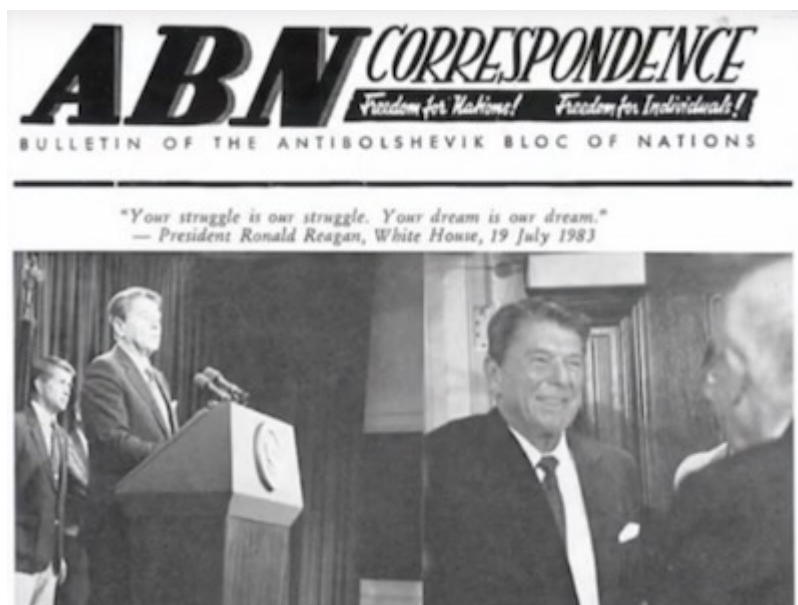 ABN CORRESPONDENCE
Freedom for Nations! Freedom for Individuals!
BULLETIN OF THE ANTIBOLSHEVIK BLOC OF NATIONS
"Your struggle is our struggle. Your dream is our dream."
— President Ronald Reagan, White House, 19 July 1983